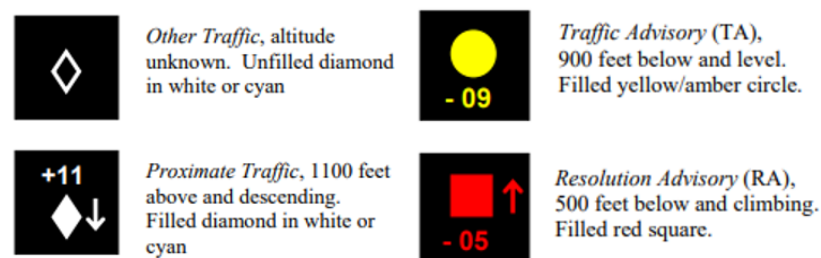 Other Traffic, altitude
unknown. Unfilled diamond
in white or cyan
- 09
Traffic Advisory (TA),
900 feet below and level.
Filled yellow/amber circle.
+11
Proximate Traffic, 1100 feet
above and descending.
Filled diamond in white or
cyan
- 05
Resolution Advisory (RA),
500 feet below and climbing.
Filled red square.